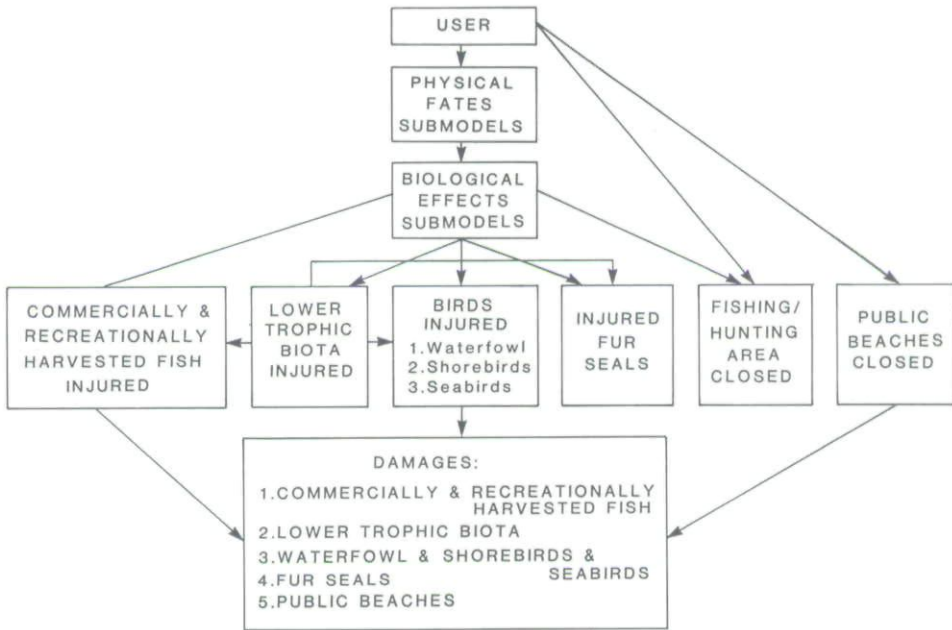 USER
PHYSICAL
FATES
SUBMODELS
BIOLOGICAL
EFFECTS
SUBMODELS
COMMERCIALLY &
RECREATIONALLY
HARVESTED FISH
INJURED
LOWER
TROPHIC
BIOTA
INJURED
BIRDS
INJURED
1.Waterfowl
2.Shorebirds
3.Seabirds
INJURED
FUR
SEALS
FISHING/
HUNTING
AREA
CLOSED
PUBLIC
BEACHES
CLOSED
DAMAGES:
1.COMMERCIALLY & RECREATIONALLY
HARVESTED FISH
2.LOWER TROPHIC BIOTA
3.WATERFOWL & SHOREBIRDS &
SEABIRDS
4.FUR SEALS
5.PUBLIC BEACHES